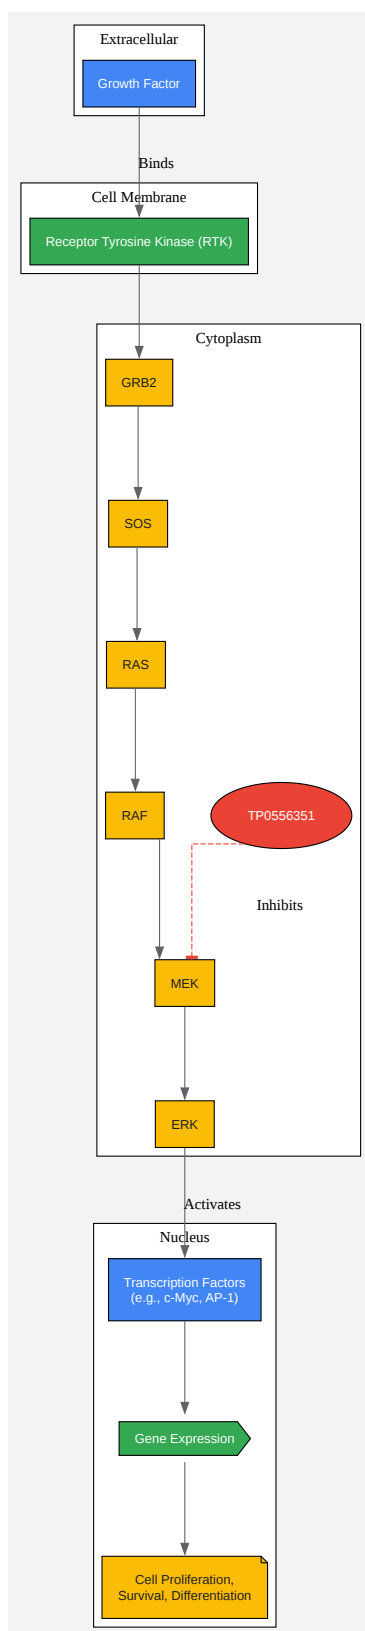 Extracellular
Growth Factor
Binds
Cell Membrane
Receptor Tyrosine Kinase (RTK)
Cytoplasm
GRB2
SOS
RAS
RAF
TP0556351
Inhibits
MEK
ERK
Activates
Nucleus
Transcription Factors
(e.g., c-Myc, AP-1)
Gene Expression
Cell Proliferation,
Survival, Differentiation